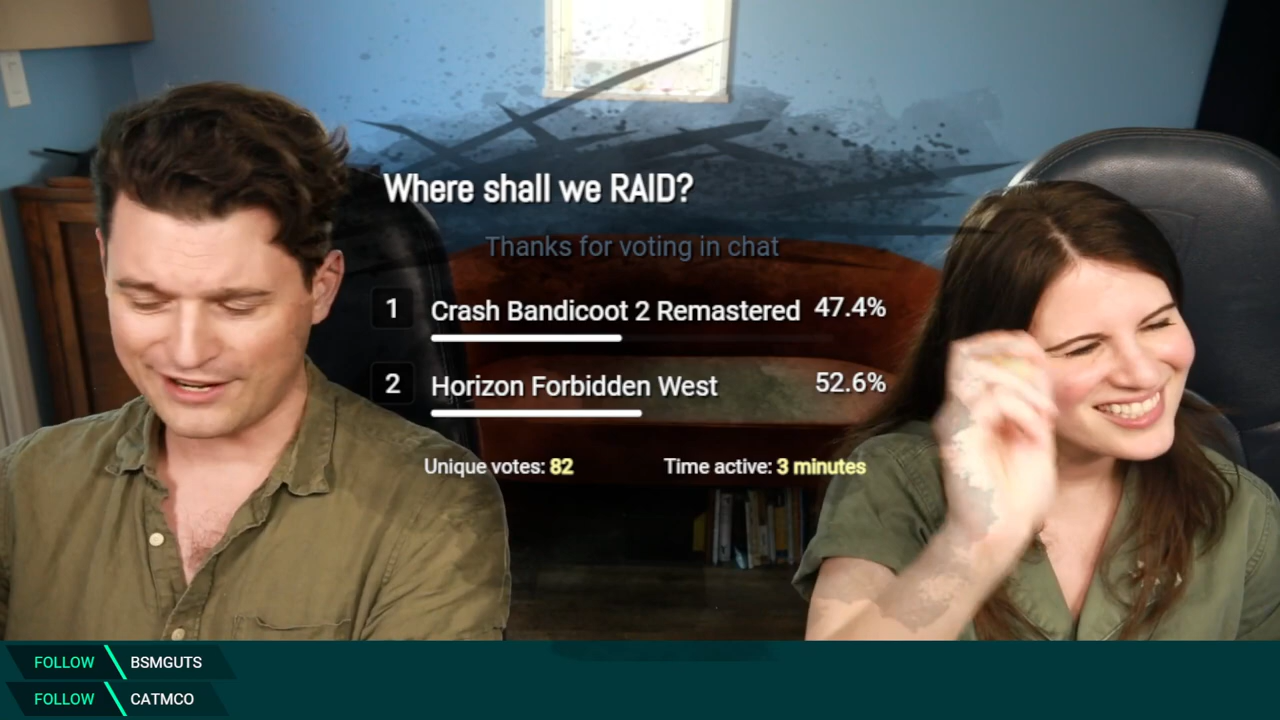 Where shall we RAID?
Thanks for voting in chat
1 Crash Bandicoot 2 Remastered 47.4%
2 Horizon Forbidden West 52.6%
Unique votes: 82 Time active: 3 minutes
FOLLOW BSMGUTS
FOLLOW CATMCO